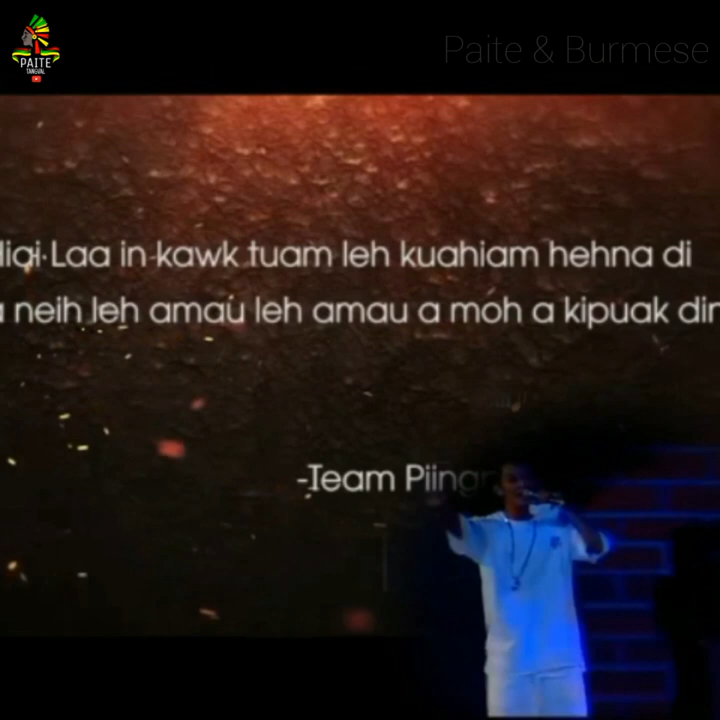 PAITE
TANGVAL
Paite & Burmese
Laa in kawk tuam leh kuahiam hehna di
neih leh amau leh amau a moh a kipuak
-Team